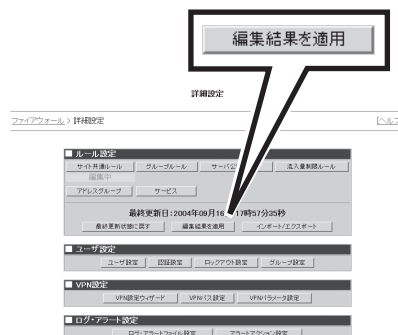 編集結果を適用
詳細設定
ファイアウォール > 詳細設定
[ヘルプ
■ ルール設定
サイト共通ルール グループルール サーバ公 流入量制限ルール
編集中
アドレスグループ サービス
最終更新日:2004年09月16 17時57分35秒
最終更新状態に戻す 編集結果を適用 インポート/エクスポート
■ ユーザ設定
ユーザ設定 認証設定 ロックアウト設定 グループ設定
■ VPN設定
VPN設定ウィザード VPNパス設定 VPNパラメータ設定
■ ログ・アラート設定
ログ・アラートファイル設定 アラートアクション設定